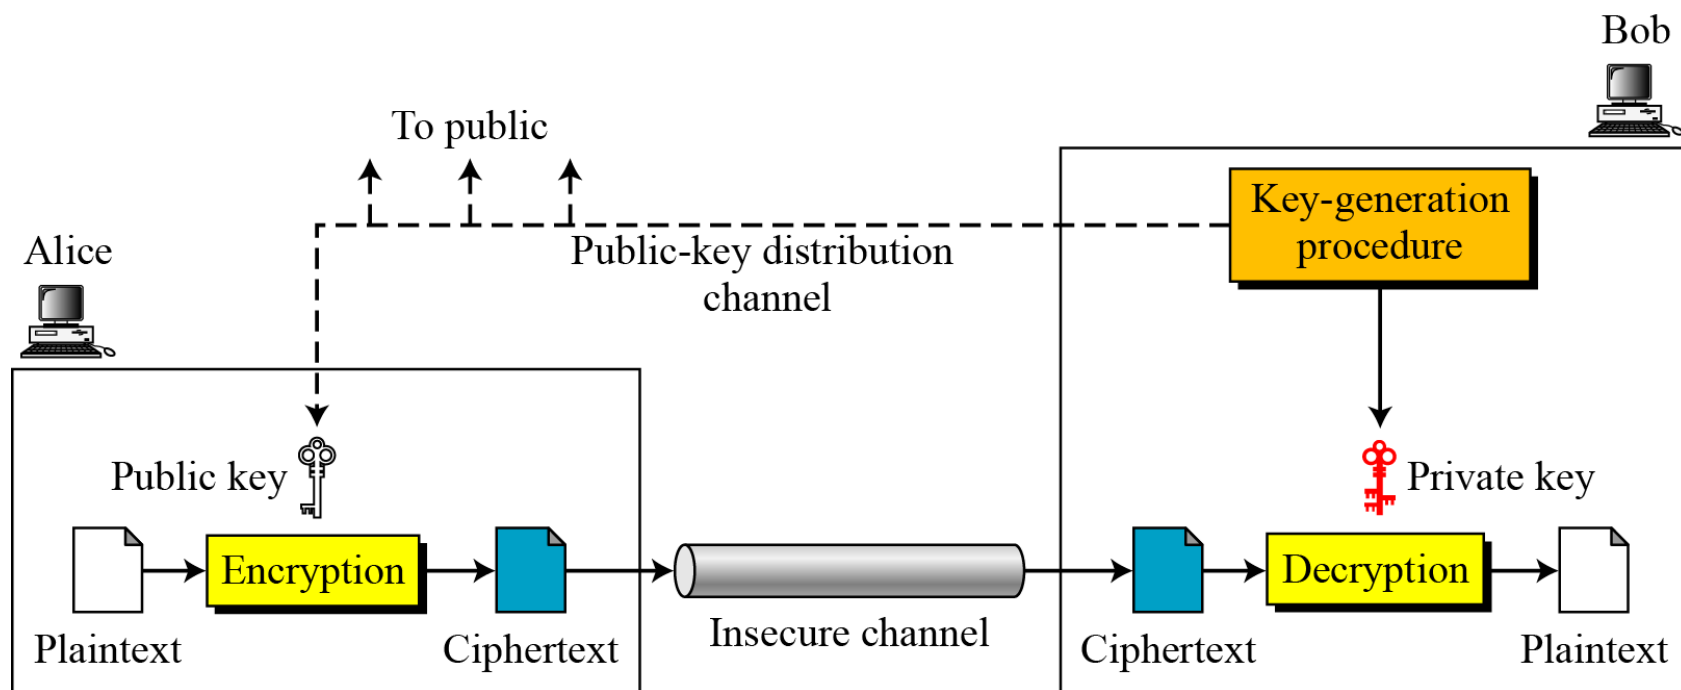 Bob
To public
Key-generation
procedure
Alice
Public-key distribution
channel
Public key
Private key
Encryption
Decryption
Plaintext
Ciphertext
Insecure channel
Ciphertext
Plaintext